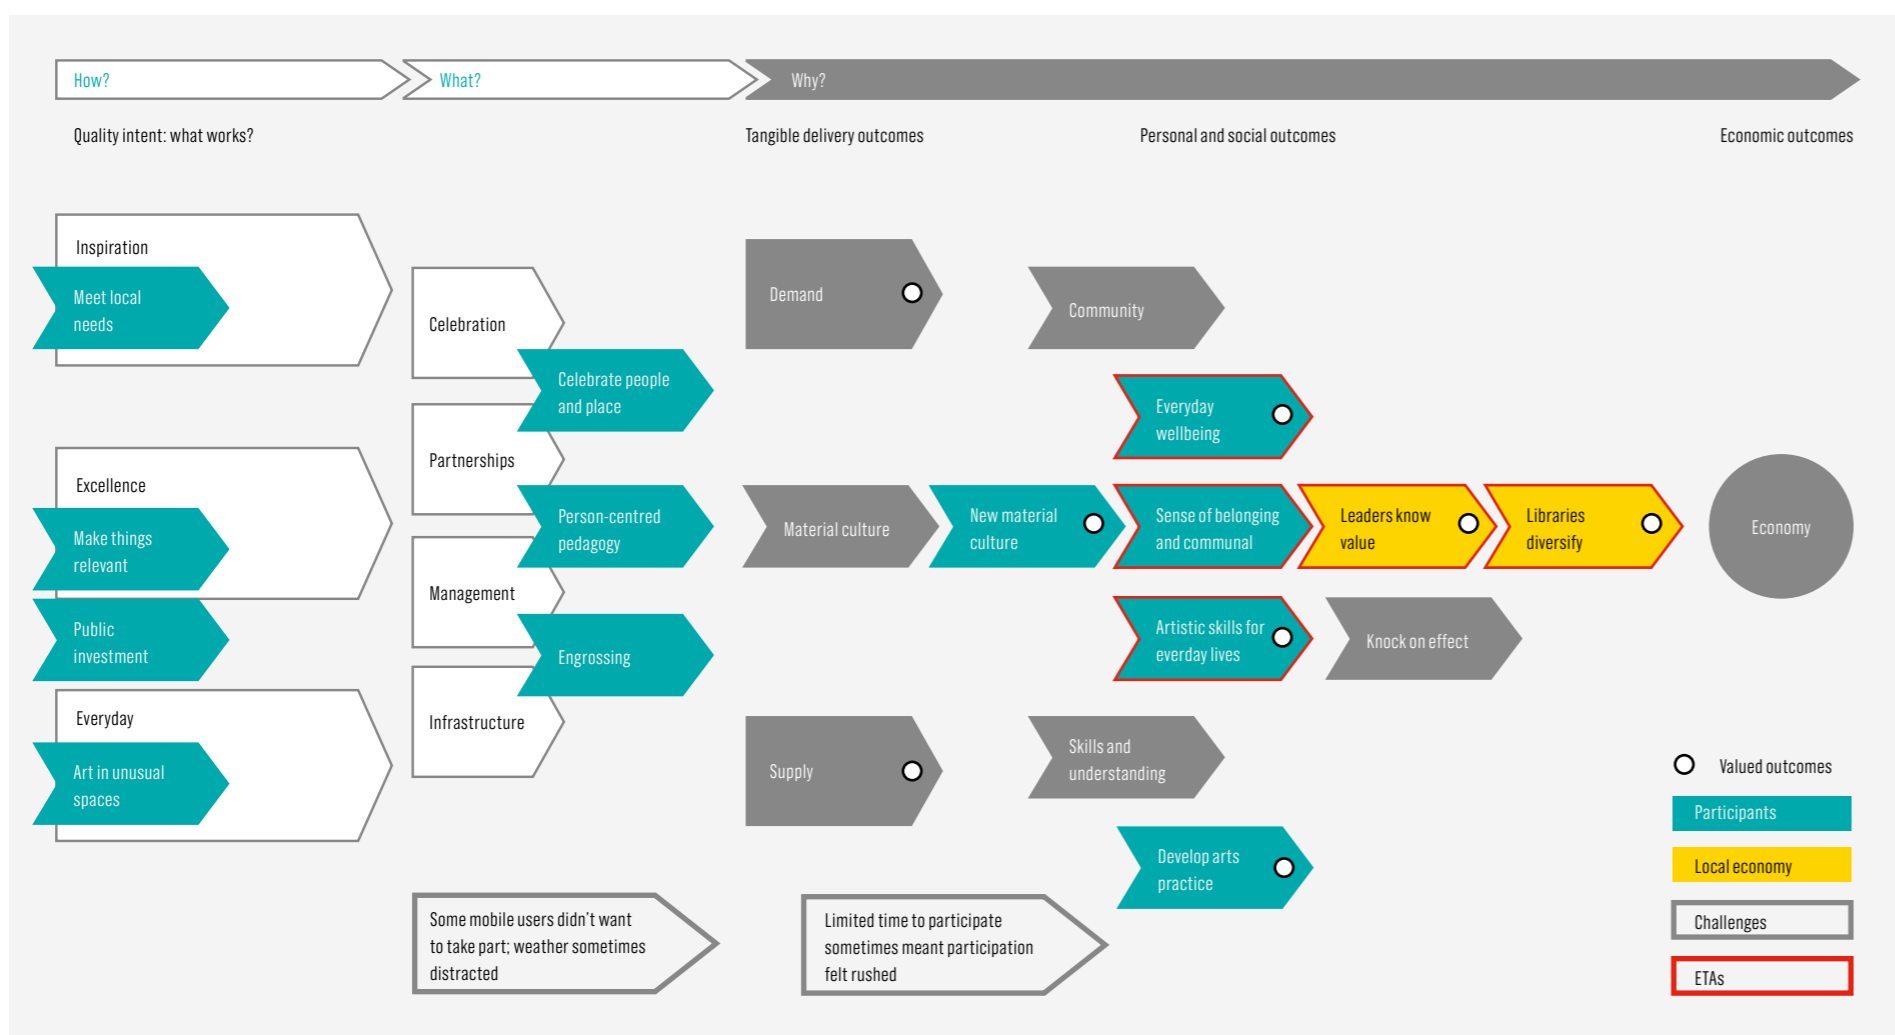 How?
What?
Why?
Quality intent: what works?
Tangible delivery outcomes
Personal and social outcomes
Economic outcomes
Inspiration
Meet local
needs
Excellence
Make things
relevant
Public
investment
Everyday
Art in unusual
spaces
Celebration
Celebrate people
and place
Partnerships
Person-centred
pedagogy
Management
Engrossing
Infrastructure
Demand
Community
Everyday
wellbeing
Material culture
New material
culture
Sense of belonging
and communal
Leaders know
value
Libraries
diversify
Economy
Artistic skills for
everday lives
Knock on effect
Supply
Skills and
understanding
Develop arts
practice
Some mobile users didn't want
to take part; weather sometimes
distracted
Limited time to participate
sometimes meant participation
felt rushed
Valued outcomes
Participants
Local economy
Challenges
ETAs